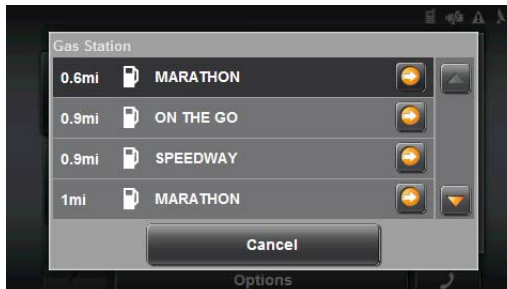 Gas Station
0.6mi MARATHON
0.9mi ON THE GO
0.9mi SPEEDWAY
1mi MARATHON
Cancel
Options